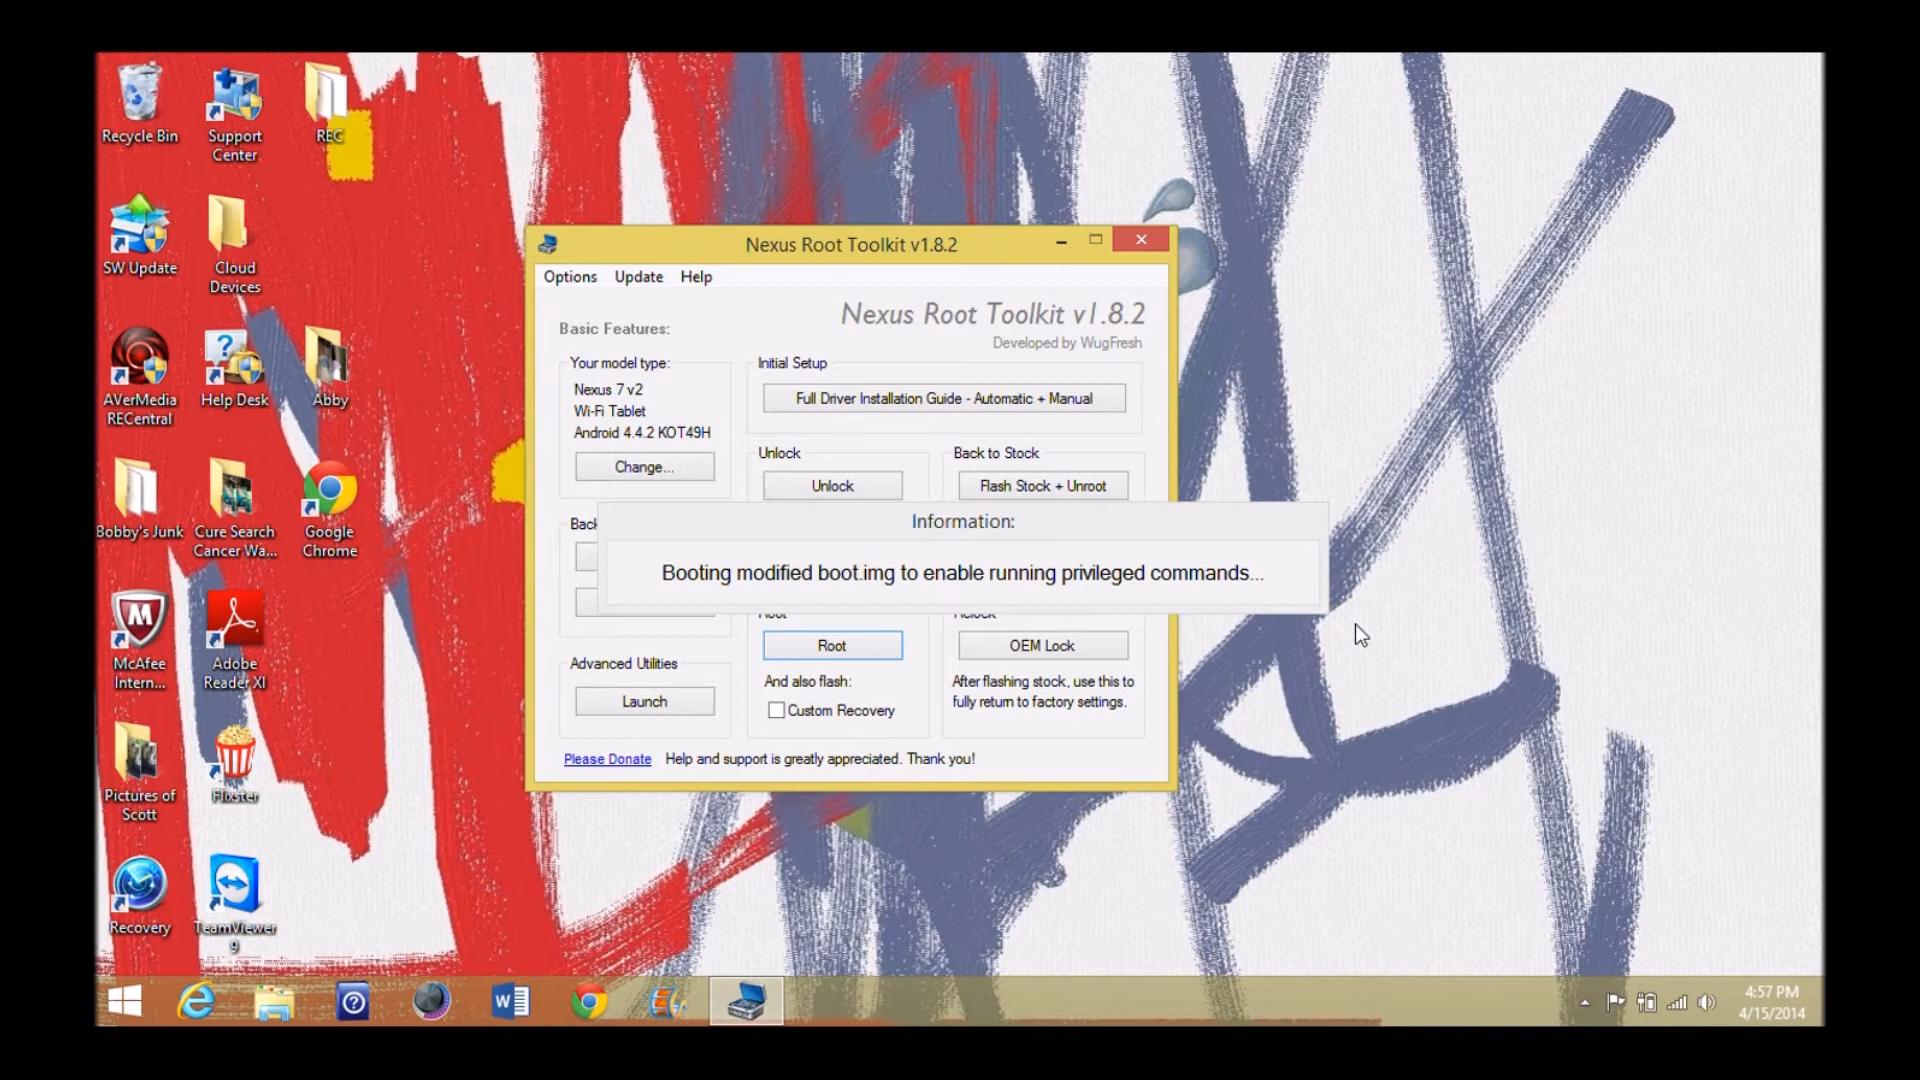 Recycle Bin
Support
Center
REC
SW Update
Cloud
Devices
AVerMedia
RECentral
Help Desk
Abby
Bobby's Junk
Cure Search
Cancer Wa...
Google
Chrome
McAfee
Intern...
Adobe
Reader XI
Pictures of
Scott
Flixster
Recovery
TeamViewer
9
Nexus Root Toolkit v1.8.2
Options Update Help
Nexus Root Toolkit v1.8.2
Developed by WugFresh
Basic Features:
Your model type:
Nexus 7 v2
Wi-Fi Tablet
Android 4.4.2 KOT49H
Change...
Initial Setup
Full Driver Installation Guide - Automatic + Manual
Unlock
Unlock
Back to Stock
Flash Stock + Unroot
Back
Information:
Booting modified boot.img to enable running privileged commands...
Root
OEM Lock
Advanced Utilities
Launch
And also flash:
Custom Recovery
After flashing stock, use this to
fully return to factory settings.
Please Donate Help and support is greatly appreciated. Thank you!
4:57 PM
4/15/2014